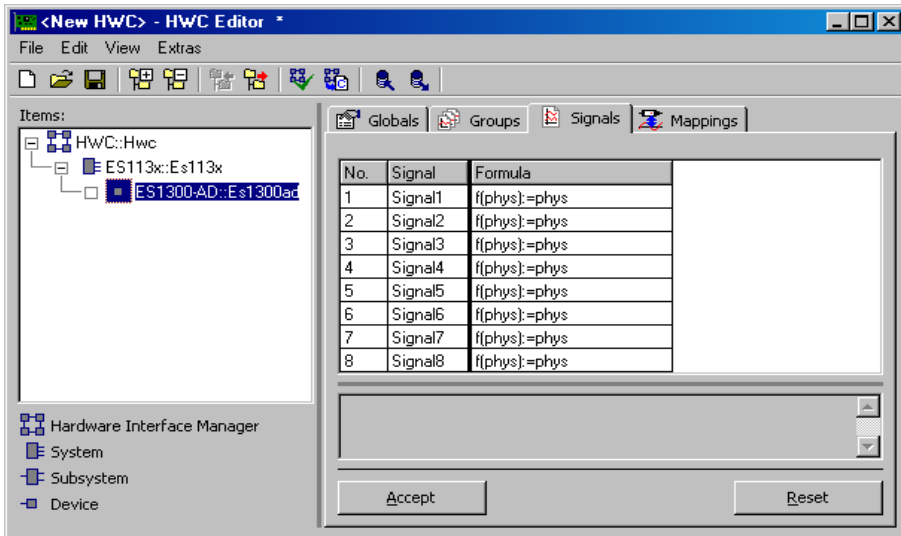 <New HWC> - HWC Editor *
File Edit View Extras
Items:
HWC::Hwc
ES113x::Es113x
ES1300-AD::Es1300ad
Hardware Interface Manager
System
Subsystem
Device
Globals Groups Signals Mappings
No. Signal Formula
1 Signal1 f(phys):=phys
2 Signal2 f(phys):=phys
3 Signal3 f(phys):=phys
4 Signal4 f(phys):=phys
5 Signal5 f(phys):=phys
6 Signal6 f(phys):=phys
7 Signal7 f(phys):=phys
8 Signal8 f(phys):=phys
Accept Reset